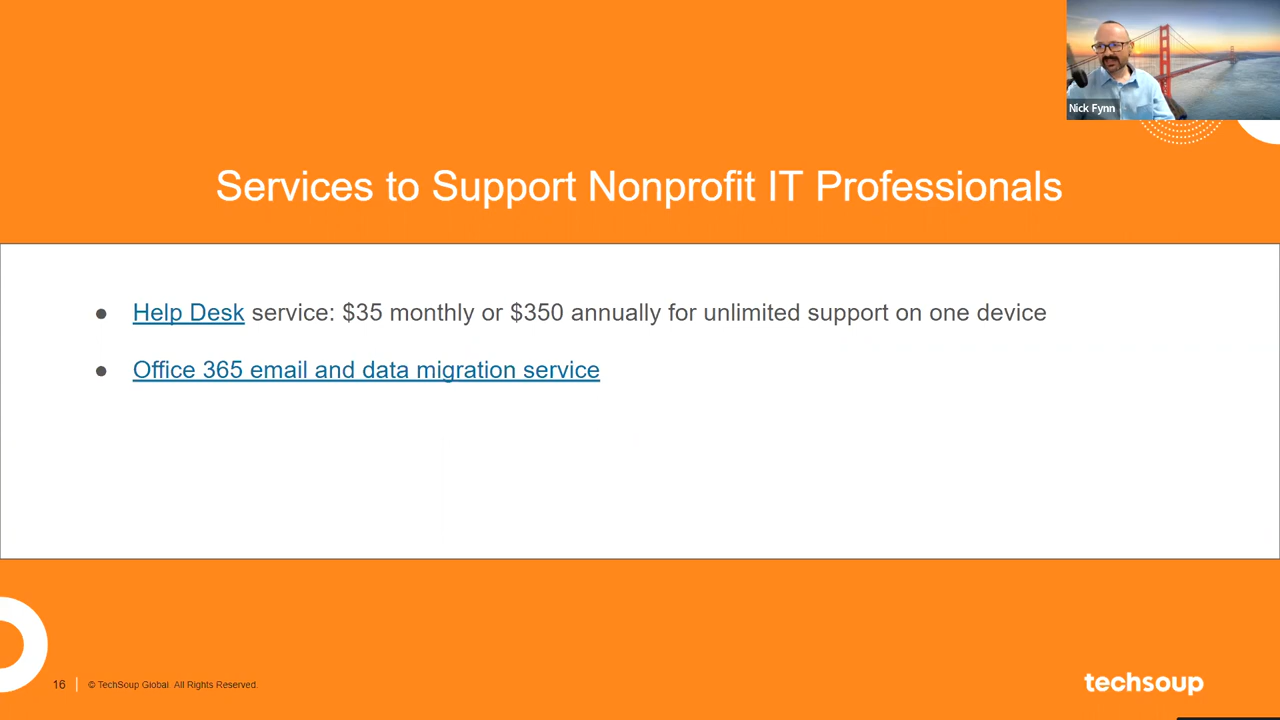 Nick Fynn
Services to Support Nonprofit IT Professionals
● Help Desk service: $35 monthly or $350 annually for unlimited support on one device
● Office 365 email and data migration service
16
© TechSoup Global. All Rights Reserved.
techsoup